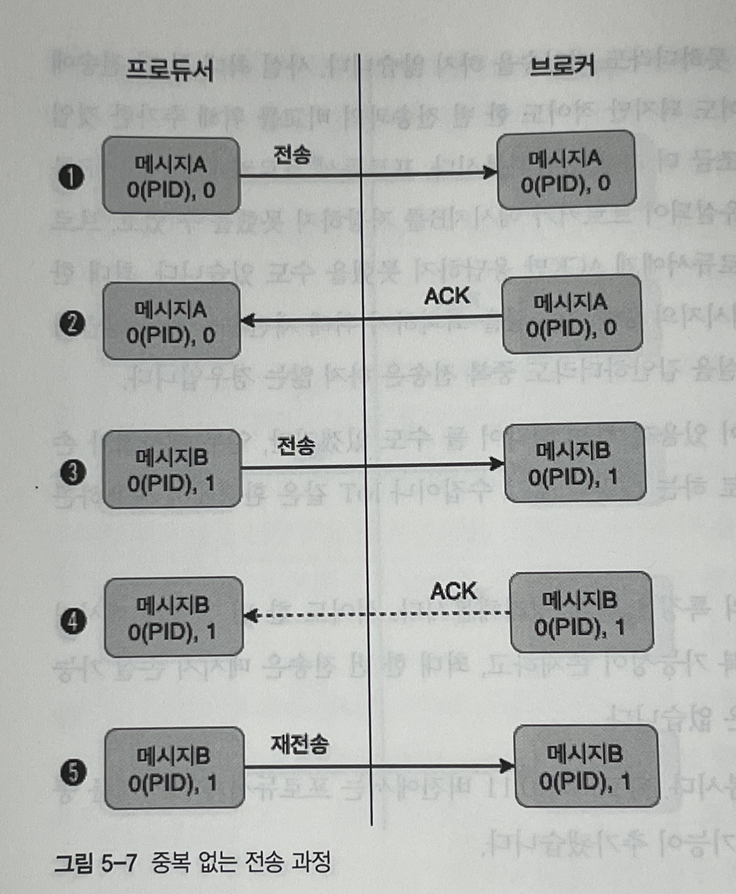 프로듀서 브로커
❶ 메시지A 전송 메시지A
0(PID), 0 0(PID), 0
❷ 메시지A ACK 메시지A
0(PID), 0 0(PID), 0
❸ 메시지B 전송 메시지B
0(PID), 1 0(PID), 1
❹ 메시지B ACK 메시지B
0(PID), 1 0(PID), 1
❺ 메시지B 재전송 메시지B
0(PID), 1 0(PID), 1
그림 5-7 중복 없는 전송 과정